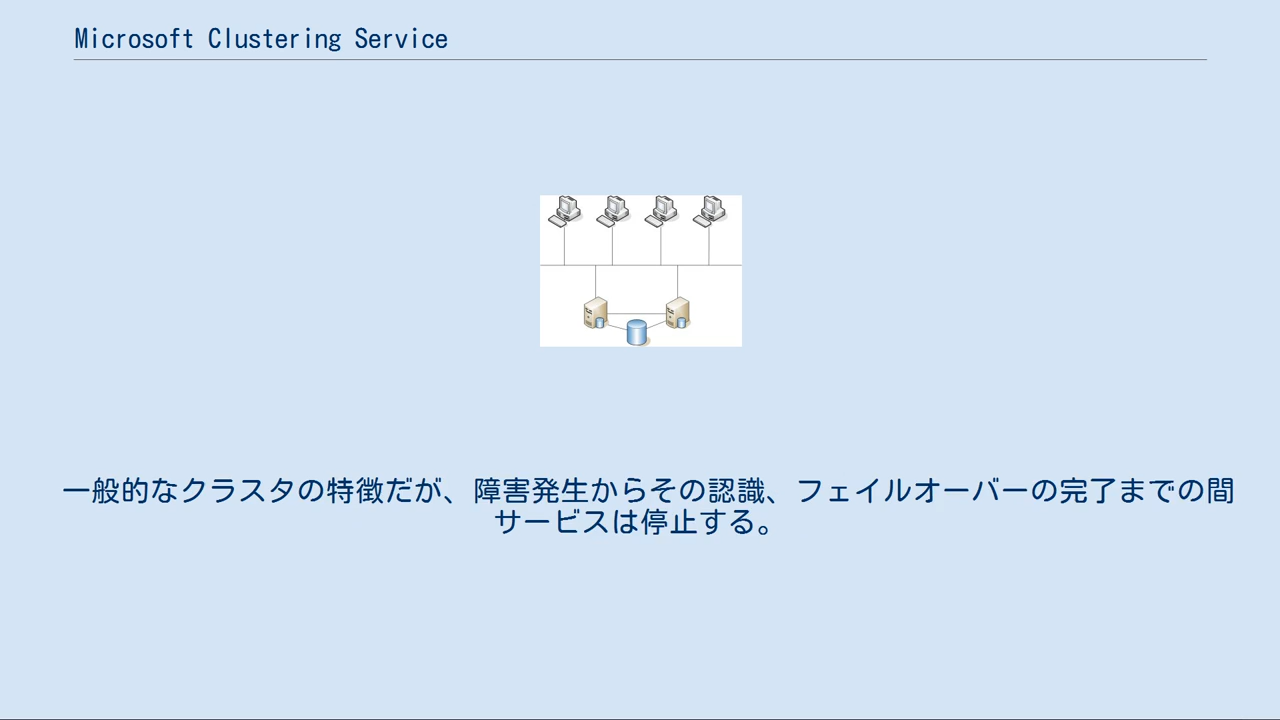 Microsoft Clustering Service
一般的なクラスタの特徴だが、障害発生からその認識、フェイルオーバーの完了までの間
サービスは停止する。